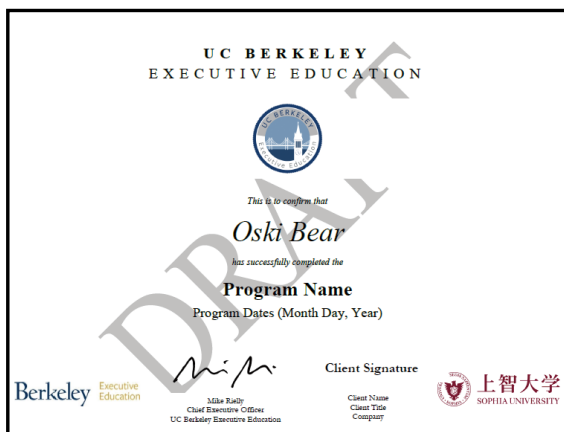 UC BERKELEY
EXECUTIVE EDUCATION
UC BERKELEY
Executive Education
This is to confirm that
Oski Bear
has successfully completed the
Program Name
Program Dates (Month Day, Year)
DRAFT
Berkeley Executive Education
Mike Rielly
Chief Executive Officer
UC Berkeley Executive Education
Client Signature
Client Name
Client Title
Company
上智大学
SOPHIA UNIVERSITY